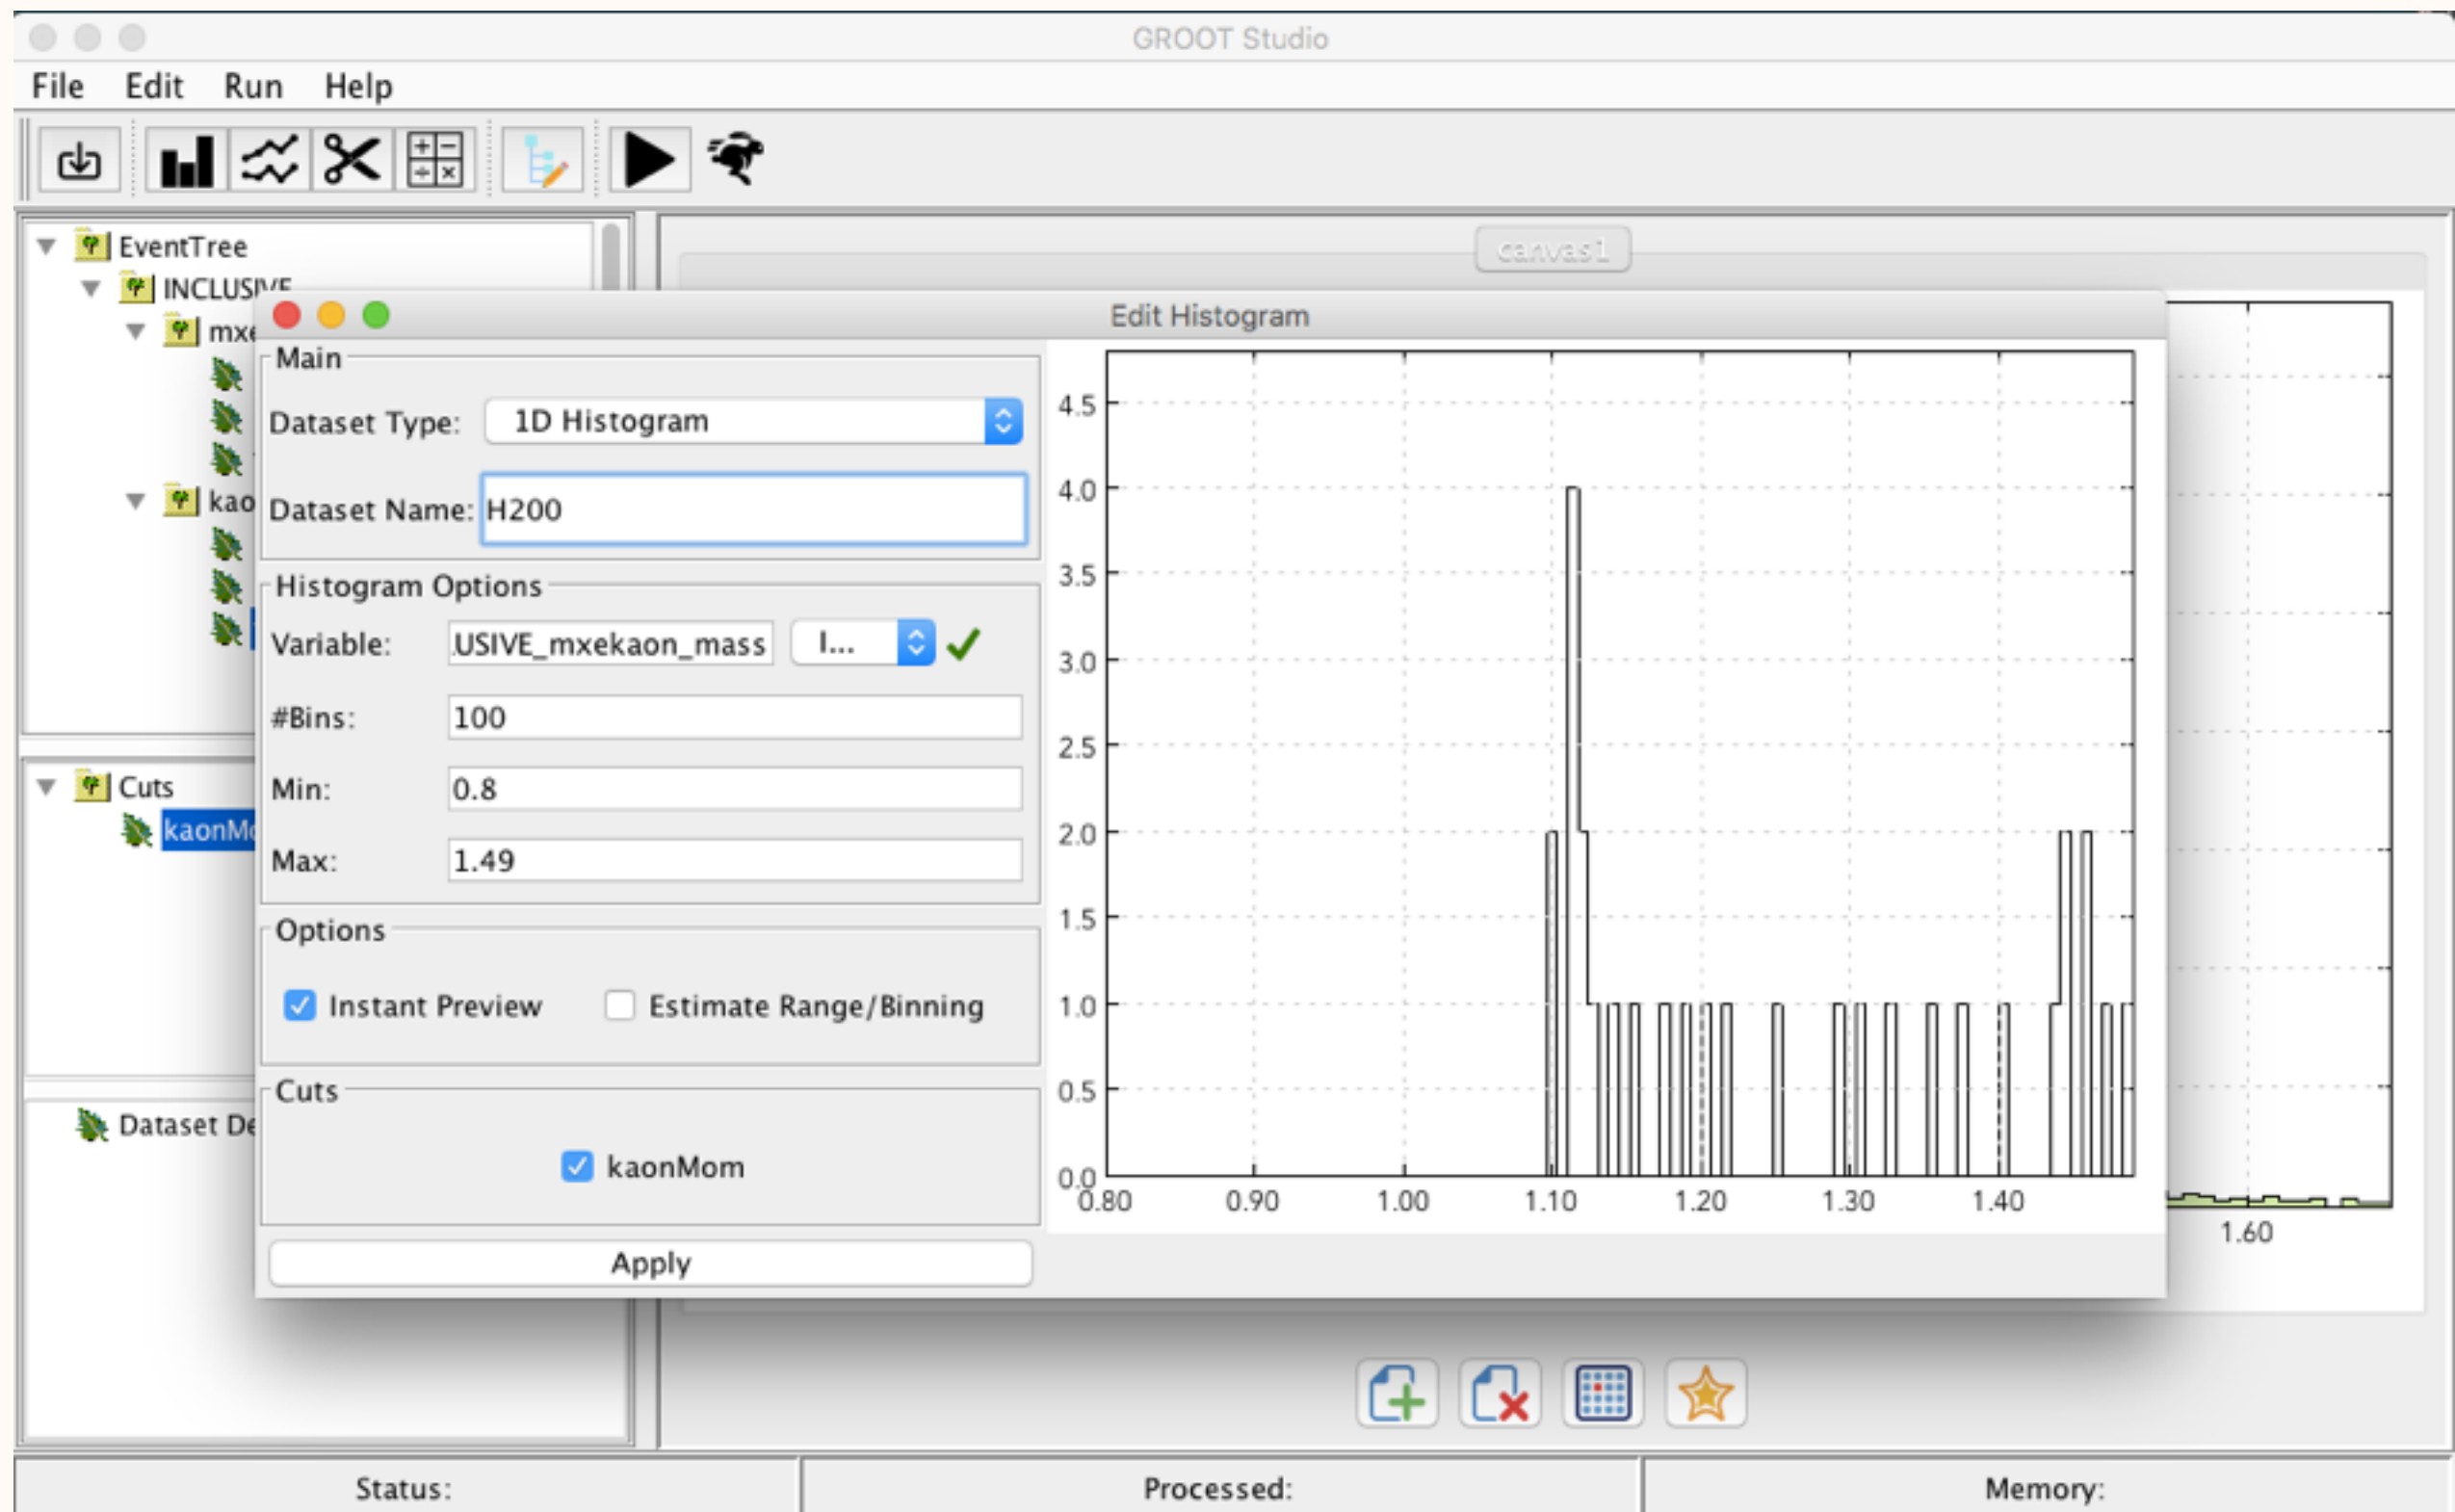 GROOT Studio
File Edit Run Help
EventTree
canvas1
INCLUSIVE
Edit Histogram
Main
Dataset Type: 1D Histogram
Dataset Name: H200
Histogram Options
Variable: USIVE_mxekaon_mass I...
#Bins: 100
Min: 0.8
Max: 1.49
Options
Instant Preview Estimate Range/Binning
Cuts
kaonMom
Apply
4.5
4.0
3.5
3.0
2.5
2.0
1.5
1.0
0.5
0.0
0.80 0.90 1.00 1.10 1.20 1.30 1.40
1.60
mxe
kao
Cuts
kaonMo
Dataset De
Status: Processed: Memory: